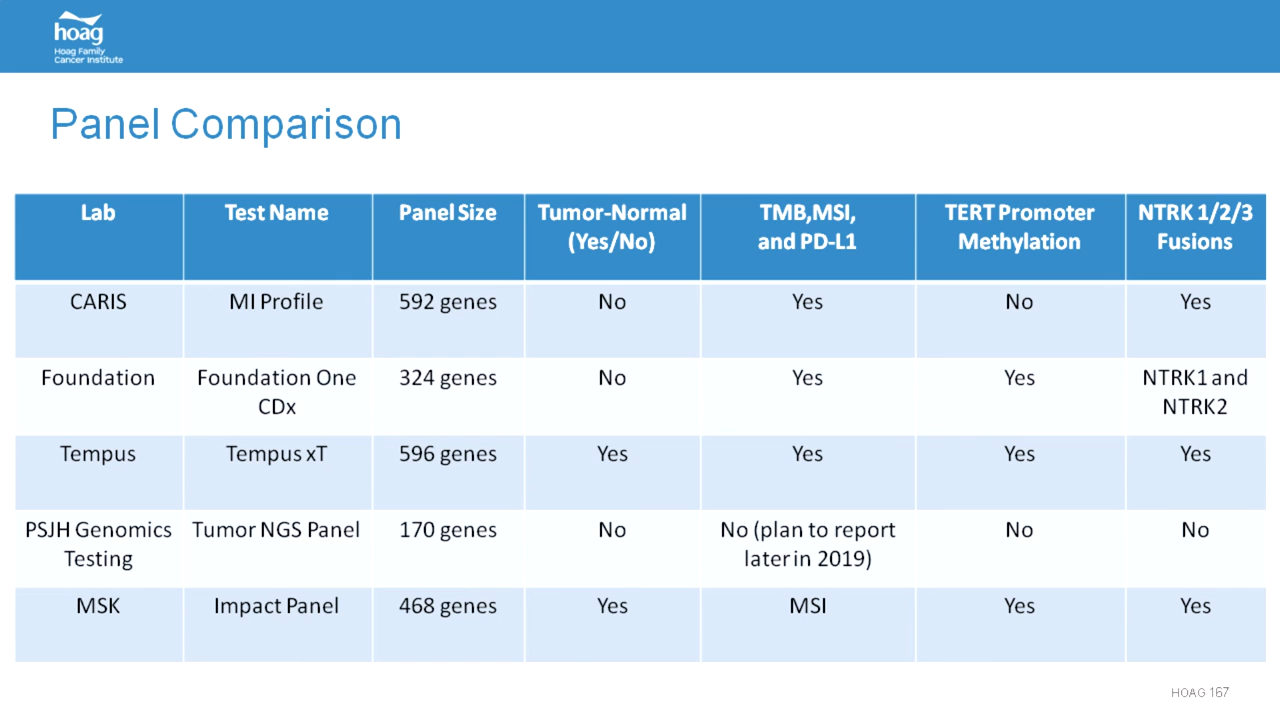 hoag
Hoag Family
Cancer Institute
Panel Comparison
Lab
Test Name
Panel Size
Tumor-Normal
(Yes/No)
TMB,MSI,
and PD-L1
TERT Promoter
Methylation
NTRK 1/2/3
Fusions
CARIS
MI Profile
592 genes
No
Yes
No
Yes
Foundation
Foundation One
CDx
324 genes
No
Yes
Yes
NTRK1 and
NTRK2
Tempus
Tempus xT
596 genes
Yes
Yes
Yes
Yes
PSJH Genomics
Testing
Tumor NGS Panel
170 genes
No
No (plan to report
later in 2019)
No
No
MSK
Impact Panel
468 genes
Yes
MSI
Yes
Yes
HOAG 167